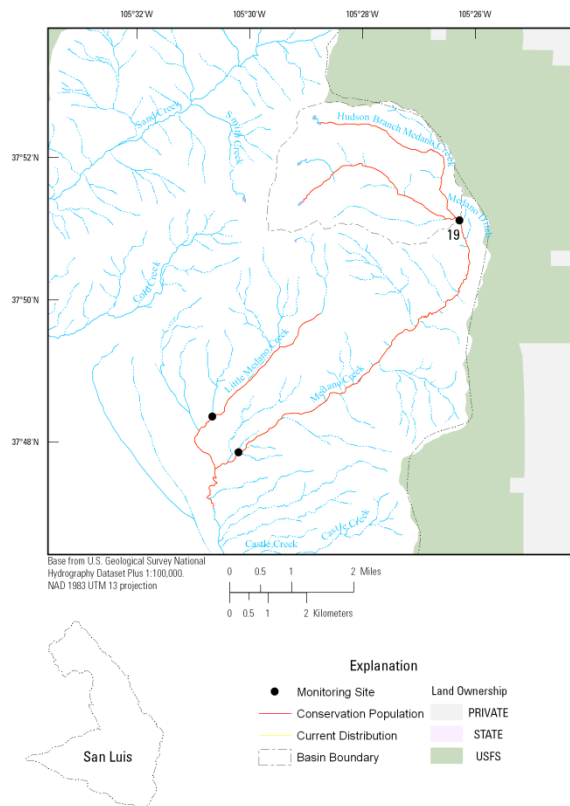 105°32'W 105°30'W 105°28'W 105°26'W
Sand Creek
Smith Creek
Hudson Branch Medano Creek
37°52'N
Medano Ditch
19
Cold Creek
37°50'N
Little Medano Creek
Medano Creek
37°48'N
Castle Creek
Castle Creek
Base from U.S. Geological Survey National
Hydrography Dataset Plus 1:100,000.
NAD 1983 UTM 13 projection
0 0.5 1 2 Miles
0 0.5 1 2 Kilometers
San Luis
Explanation
Monitoring Site
Conservation Population
Current Distribution
Basin Boundary
Land Ownership
PRIVATE
STATE
USFS